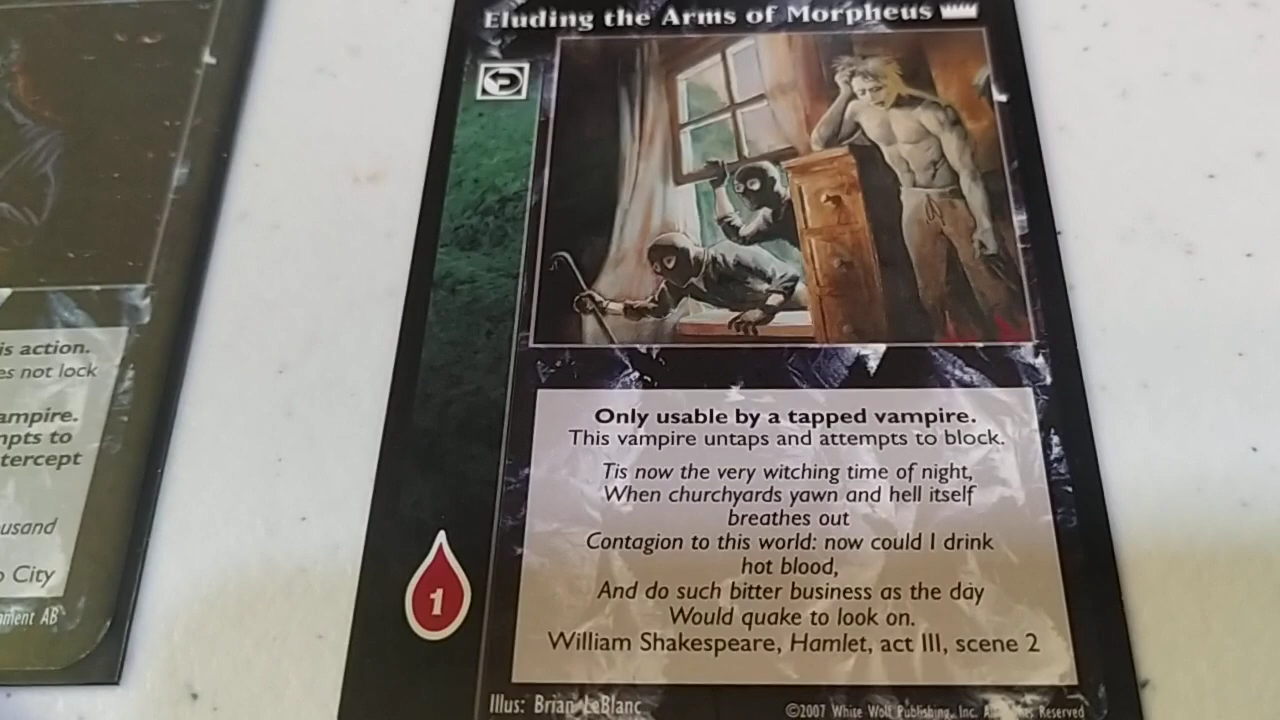 is action.
es not lock
ampire.
mpts to
tercept
usand
o City
nment AB
Eluding the Arms of Morpheus
Only usable by a tapped vampire.
This vampire untaps and attempts to block.
Tis now the very witching time of night,
When churchyards yawn and hell itself
breathes out
Contagion to this world: now could I drink
hot blood,
And do such bitter business as the day
Would quake to look on.
William Shakespeare, Hamlet, act III, scene 2
1
Illus: Brian LeBlanc
©2007 White Wolf Publishing, Inc. All Rights Reserved